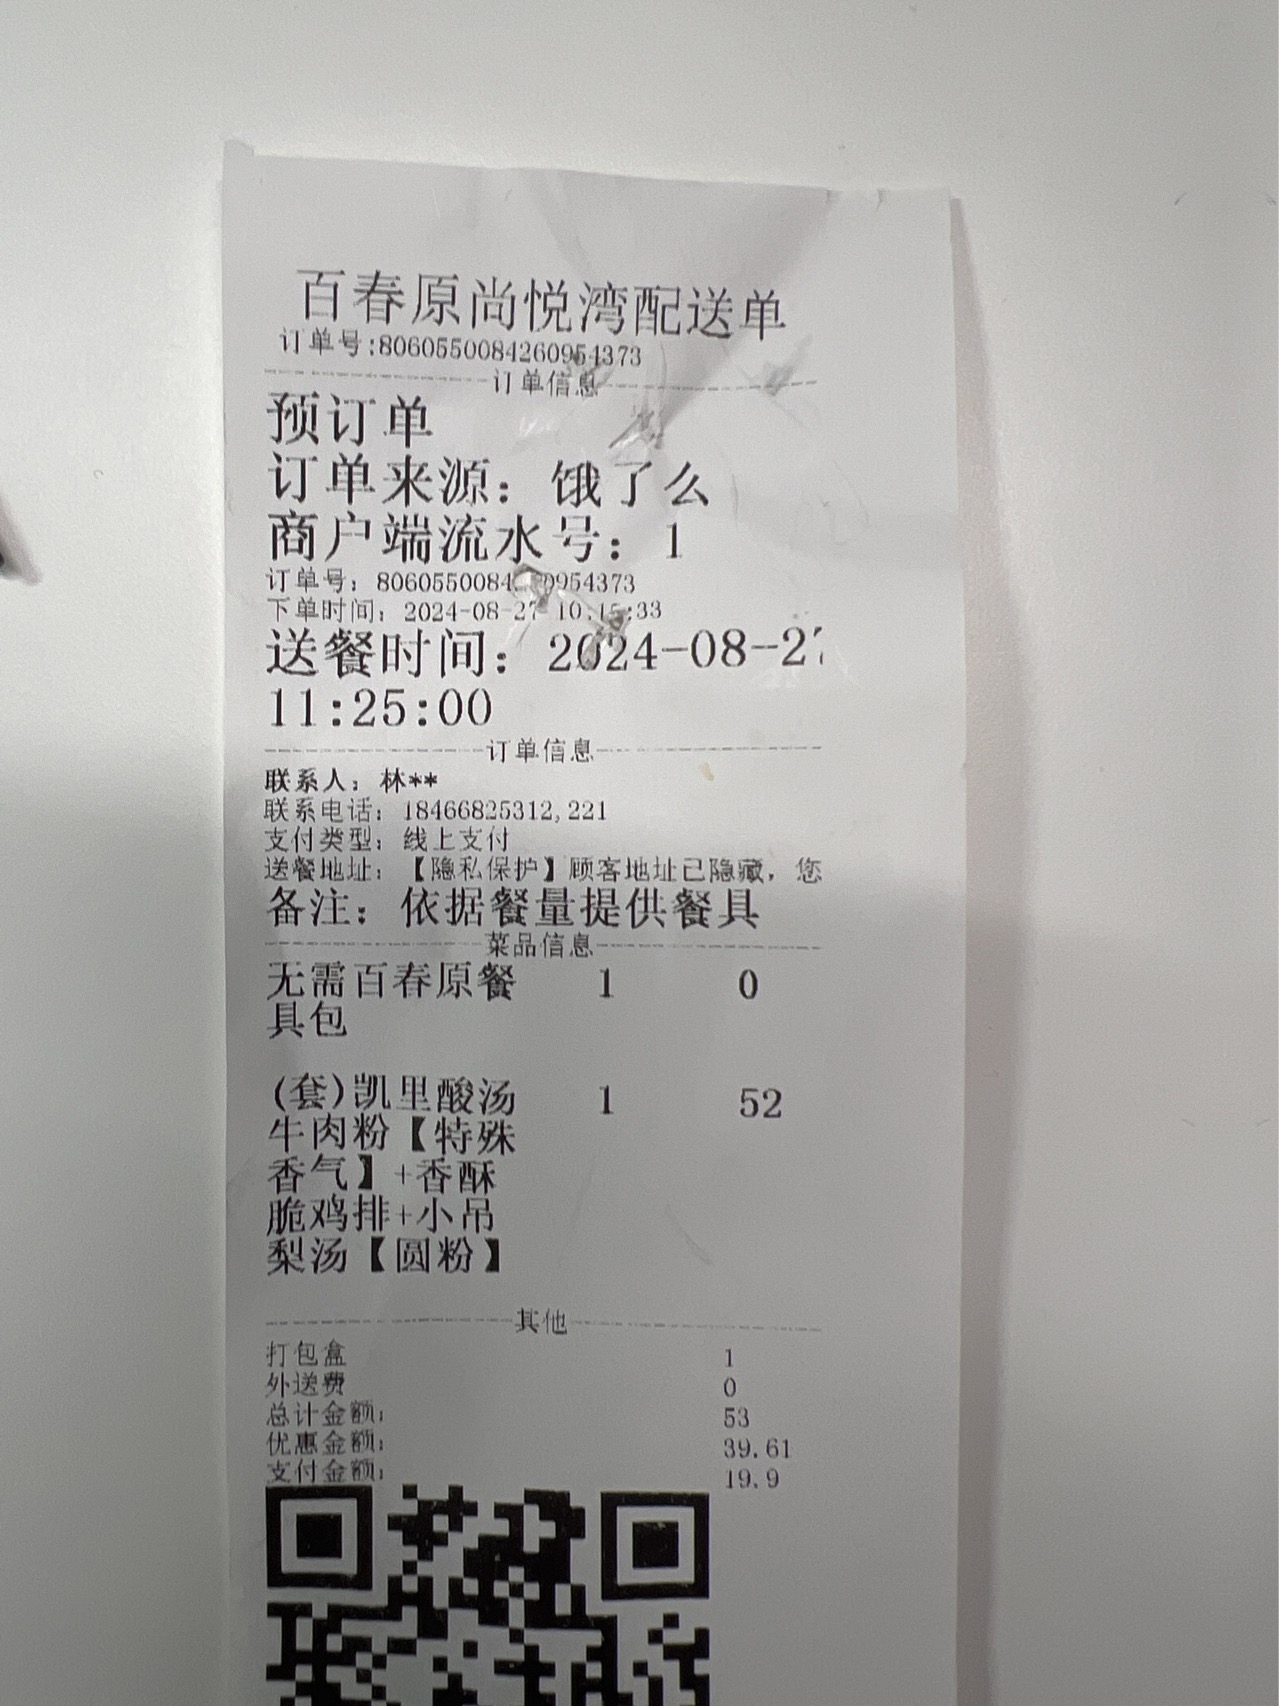 百春原尚悦湾配送单
订单号:8060550084260954373
订单信息
预订单
订单来源：饿了么
商户端流水号：1
订单号：8060550084 0954373
下单时间：2024-08-27 10:15:33
送餐时间：2024-08-27
11:25:00
订单信息
联系人：林**
联系电话：18466825312,221
支付类型：线上支付
送餐地址：【隐私保护】顾客地址已隐藏，您
备注：依据餐量提供餐具
菜品信息
无需百春原餐 1 0
具包
(套)凯里酸汤 1 52
牛肉粉【特殊
香气】+香酥
脆鸡排+小吊
梨汤【圆粉】
其他
打包盒 1
外送费 0
总计金额： 53
优惠金额： 39.61
支付金额： 19.9